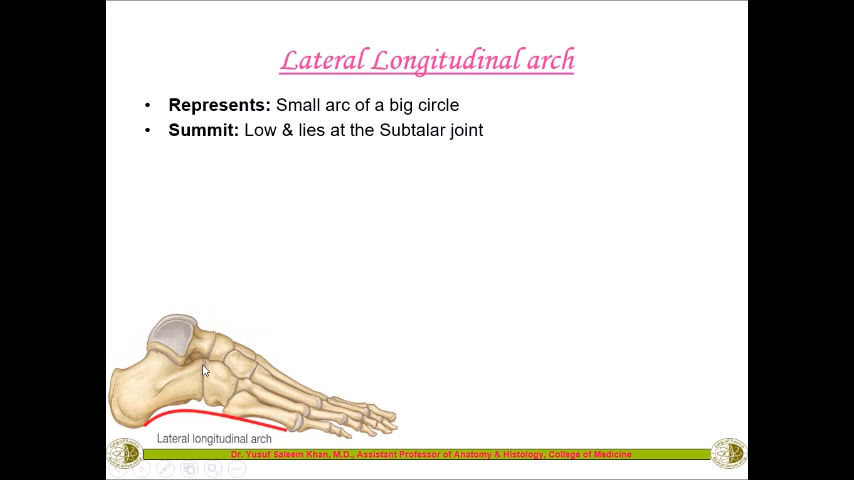 Lateral Longitudinal arch
• Represents: Small arc of a big circle
• Summit: Low & lies at the Subtalar joint
Lateral longitudinal arch
Dr. Yusuf Saleem Khan, M.D., Assistant Professor of Anatomy & Histology, College of Medicine